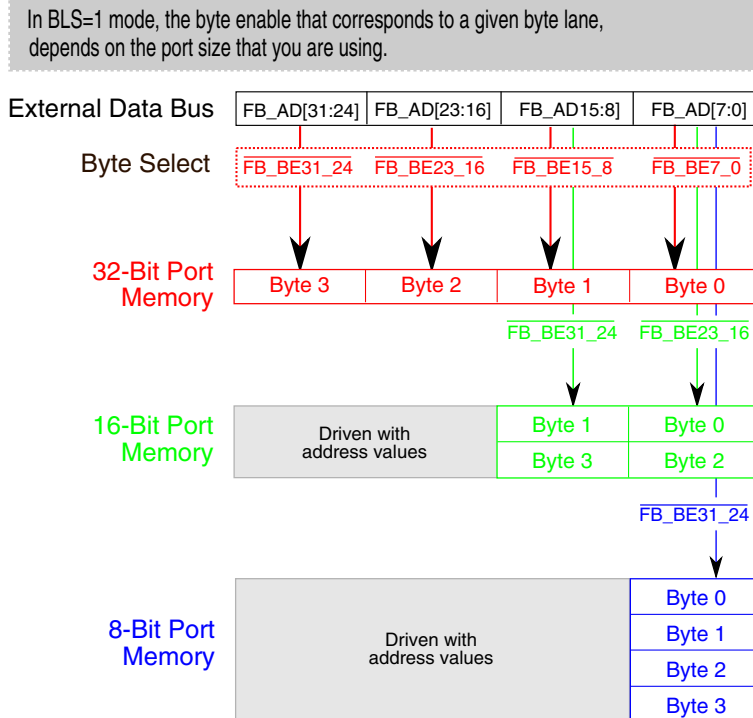 In BLS=1 mode, the byte enable that corresponds to a given byte lane,
depends on the port size that you are using.
External Data Bus FB_AD[31:24] FB_AD[23:16] FB_AD15:8] FB_AD[7:0]
Byte Select FB_BE31_24 FB_BE23_16 FB_BE15_8 FB_BE7_0
32-Bit Port
Memory
Byte 3 Byte 2 Byte 1 Byte 0
FB_BE31_24 FB_BE23_16
16-Bit Port
Memory
Driven with
address values
Byte 1 Byte 0
Byte 3 Byte 2
FB_BE31_24
8-Bit Port
Memory
Driven with
address values
Byte 0
Byte 1
Byte 2
Byte 3